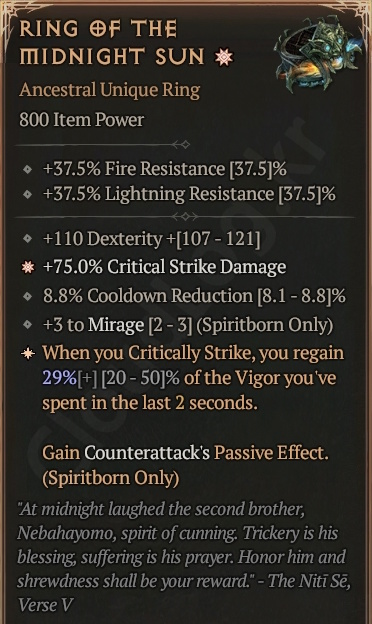 RING OF THE
MIDNIGHT SUN
Ancestral Unique Ring
800 Item Power
+37.5% Fire Resistance [37.5]%
+37.5% Lightning Resistance [37.5]%
+110 Dexterity +[107 - 121]
+75.0% Critical Strike Damage
8.8% Cooldown Reduction [8.1 - 8.8]%
+3 to Mirage [2 - 3] (Spiritborn Only)
When you Critically Strike, you regain
29%[+] [20 - 50]% of the Vigor you've
spent in the last 2 seconds.
Gain Counterattack's Passive Effect.
(Spiritborn Only)
"At midnight laughed the second brother,
Nebahayomo, spirit of cunning. Trickery is his
blessing, suffering is his prayer. Honor him and
shrewdness shall be your reward." - The Nitī Sē,
Verse V